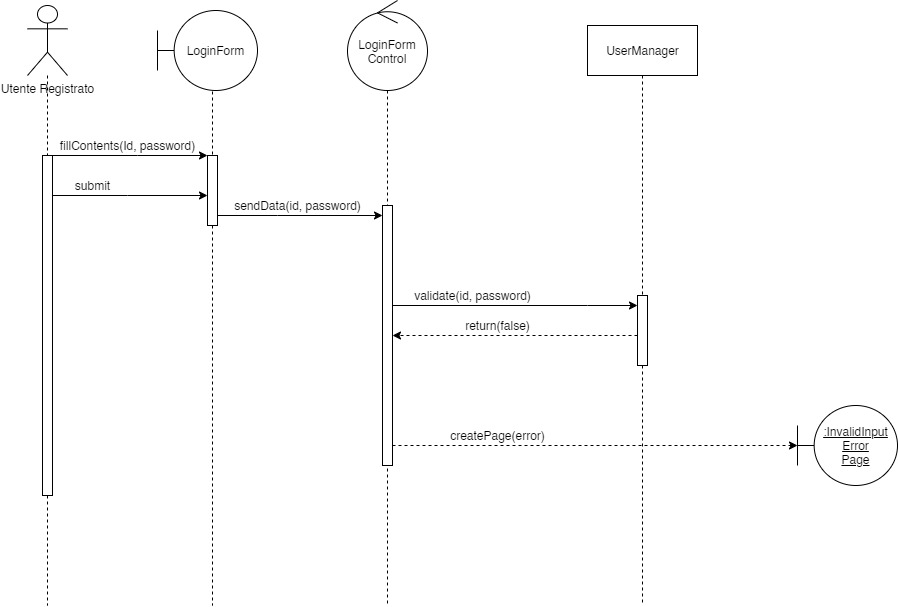 LoginForm
LoginForm
Control
UserManager
Utente Registrato
fillContents(Id, password)
submit
sendData(id, password)
validate(id, password)
return(false)
createPage(error)
:InvalidInput
Error
Page